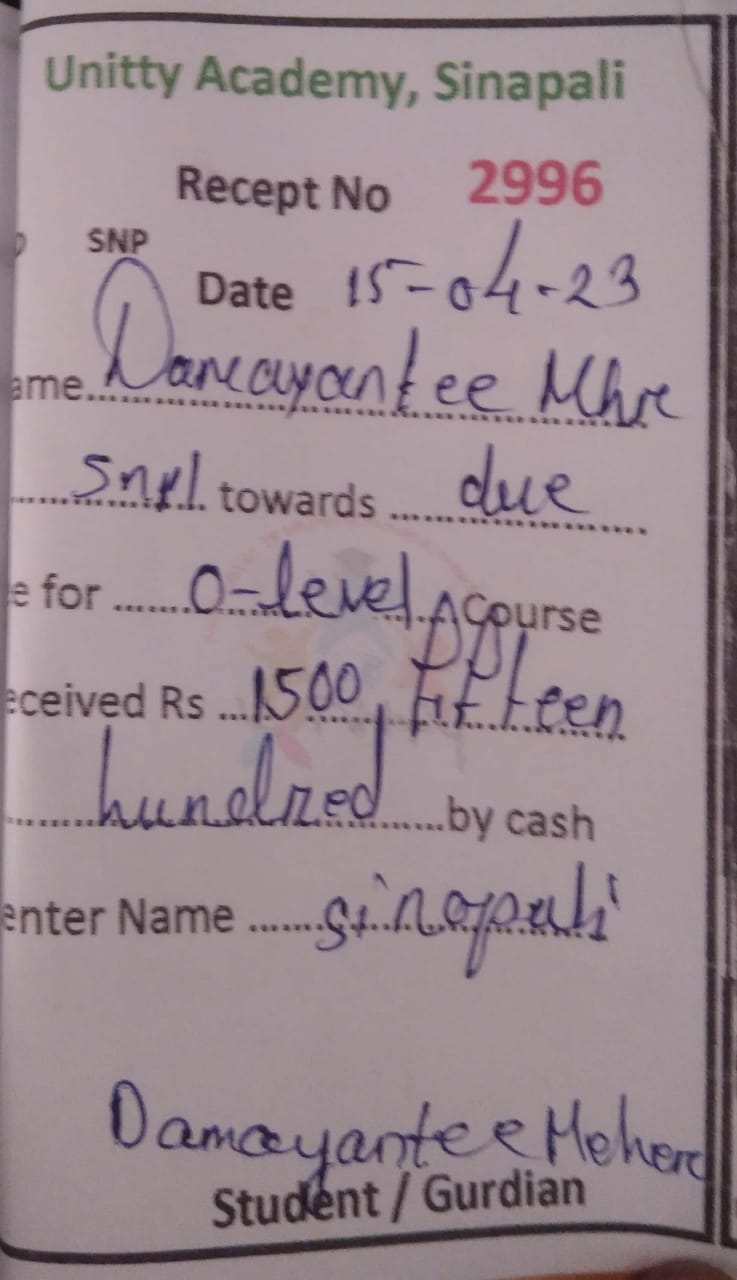 Unitty Academy, Sinapali
Recept No 2996
SNP
Date 15-04-23
ame. Damayantee Mhr
snpl towards due
e for O-level Course
eceived Rs 1500, fifteen
hundred by cash
enter Name sinapali
Damayantee Meher
Student / Gurdian